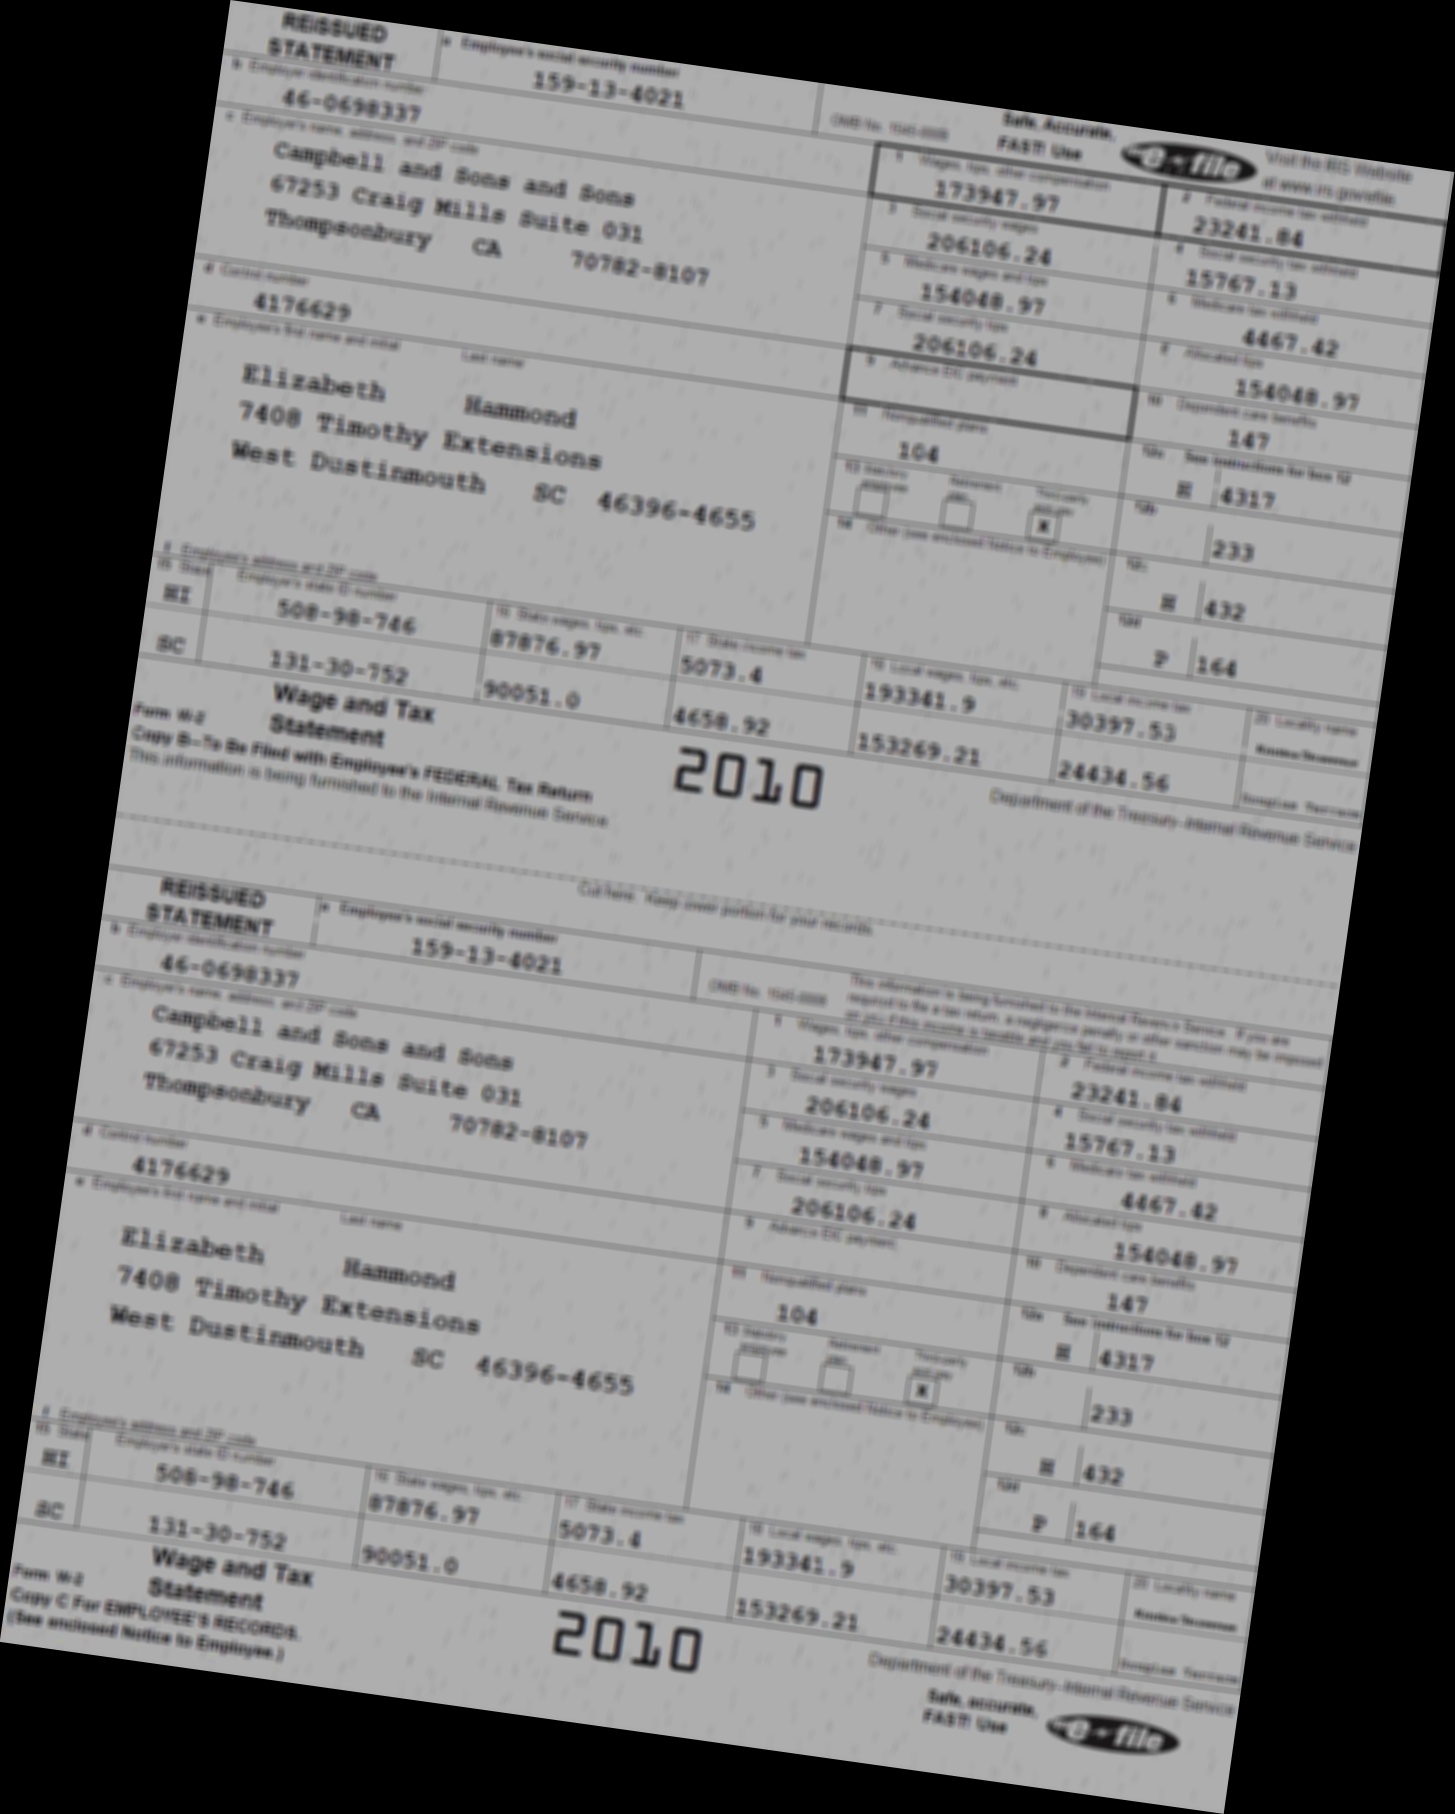 REISSUED STATEMENT
a Employee's social security number
159-13-4021
OMB No. 1545-0008
Safe, Accurate, FAST! Use
e-file
Visit the IRS Website at www.irs.gov/efile.
b Employer identification number
46-0698337
c Employer's name, address, and ZIP code
Campbell and Sons and Sons
67253 Craig Mills Suite 031
Thompsonbury CA 70782-8107
1 Wages, tips, other compensation
173947.97
2 Federal income tax withheld
23241.84
3 Social security wages
206106.24
4 Social security tax withheld
15767.13
5 Medicare wages and tips
154048.97
6 Medicare tax withheld
4467.42
d Control number
4176629
7 Social security tips
206106.24
8 Allocated tips
154048.97
e Employee's first name and initial Last name
Elizabeth Hammond
7408 Timothy Extensions
West Dustinmouth SC 46396-4655
9 Advance EIC payment
10 Dependent care benefits
147
11 Nonqualified plans
104
12a See instructions for box 12
4317
13 Statutory employee Retirement plan Third-party sick pay
X
12b
233
14 Other (see enclosed Notice to Employee)
12c
432
12d
P 164
f Employee's address and ZIP code
15 State Employer's state ID number
16 State wages, tips, etc.
17 State income tax
18 Local wages, tips, etc.
19 Local income tax
20 Locality name
508-98-746 87876.97 5073.4 193341.9 30397.53
SC 131-30-752 90051.0 4658.92 153269.21 24434.56
Form W-2
Wage and Tax Statement
2010
Department of the Treasury-Internal Revenue Service
Copy B-To Be Filed with Employee's FEDERAL Tax Return
This information is being furnished to the Internal Revenue Service.
Cut here. Keep lower portion for your records.
REISSUED STATEMENT
a Employee's social security number
159-13-4021
OMB No. 1545-0008
This information is being furnished to the Internal Revenue Service. If you are
required to file a tax return, a negligence penalty or other sanction may be imposed
on you if this income is taxable and you fail to report it.
b Employer identification number
46-0698337
c Employer's name, address, and ZIP code
Campbell and Sons and Sons
67253 Craig Mills Suite 031
Thompsonbury CA 70782-8107
1 Wages, tips, other compensation
173947.97
2 Federal income tax withheld
23241.84
3 Social security wages
206106.24
4 Social security tax withheld
15767.13
5 Medicare wages and tips
154048.97
6 Medicare tax withheld
4467.42
d Control number
4176629
7 Social security tips
206106.24
8 Allocated tips
154048.97
e Employee's first name and initial Last name
Elizabeth Hammond
7408 Timothy Extensions
West Dustinmouth SC 46396-4655
9 Advance EIC payment
10 Dependent care benefits
147
11 Nonqualified plans
104
12a See instructions for box 12
4317
13 Statutory employee Retirement plan Third-party sick pay
X
12b
233
14 Other (see enclosed Notice to Employee)
12c
432
12d
P 164
f Employee's address and ZIP code
15 State Employer's state ID number
16 State wages, tips, etc.
17 State income tax
18 Local wages, tips, etc.
19 Local income tax
20 Locality name
508-98-746 87876.97 5073.4 193341.9 30397.53
SC 131-30-752 90051.0 4658.92 153269.21 24434.56
Form W-2
Wage and Tax Statement
2010
Department of the Treasury-Internal Revenue Service
Copy C For EMPLOYEE'S RECORDS.
(See enclosed Notice to Employee.)
Safe, accurate, FAST! Use
e-file